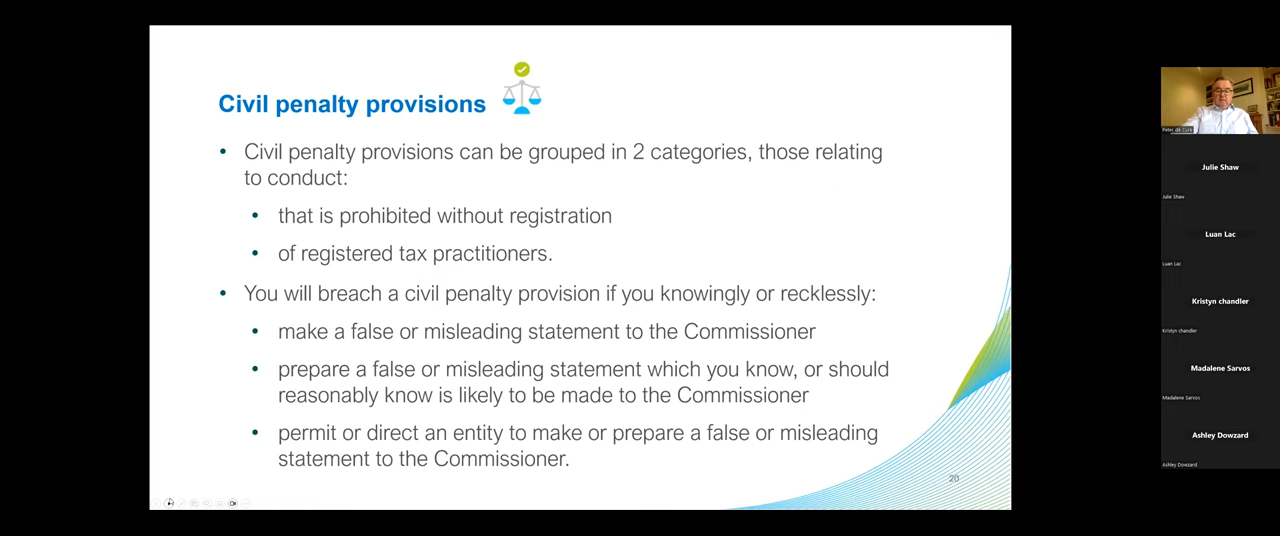 Civil penalty provisions
• Civil penalty provisions can be grouped in 2 categories, those relating
to conduct:
• that is prohibited without registration
• of registered tax practitioners.
• You will breach a civil penalty provision if you knowingly or recklessly:
• make a false or misleading statement to the Commissioner
• prepare a false or misleading statement which you know, or should
reasonably know is likely to be made to the Commissioner
• permit or direct an entity to make or prepare a false or misleading
statement to the Commissioner.
20
Peter de Cure
Julie Shaw
Julie Shaw
Luan Lac
Luan Lac
Kristyn chandler
Kristyn chandler
Madalene Sarvos
Madalene Sarvos
Ashley Dowzard
Ashley Dowzard